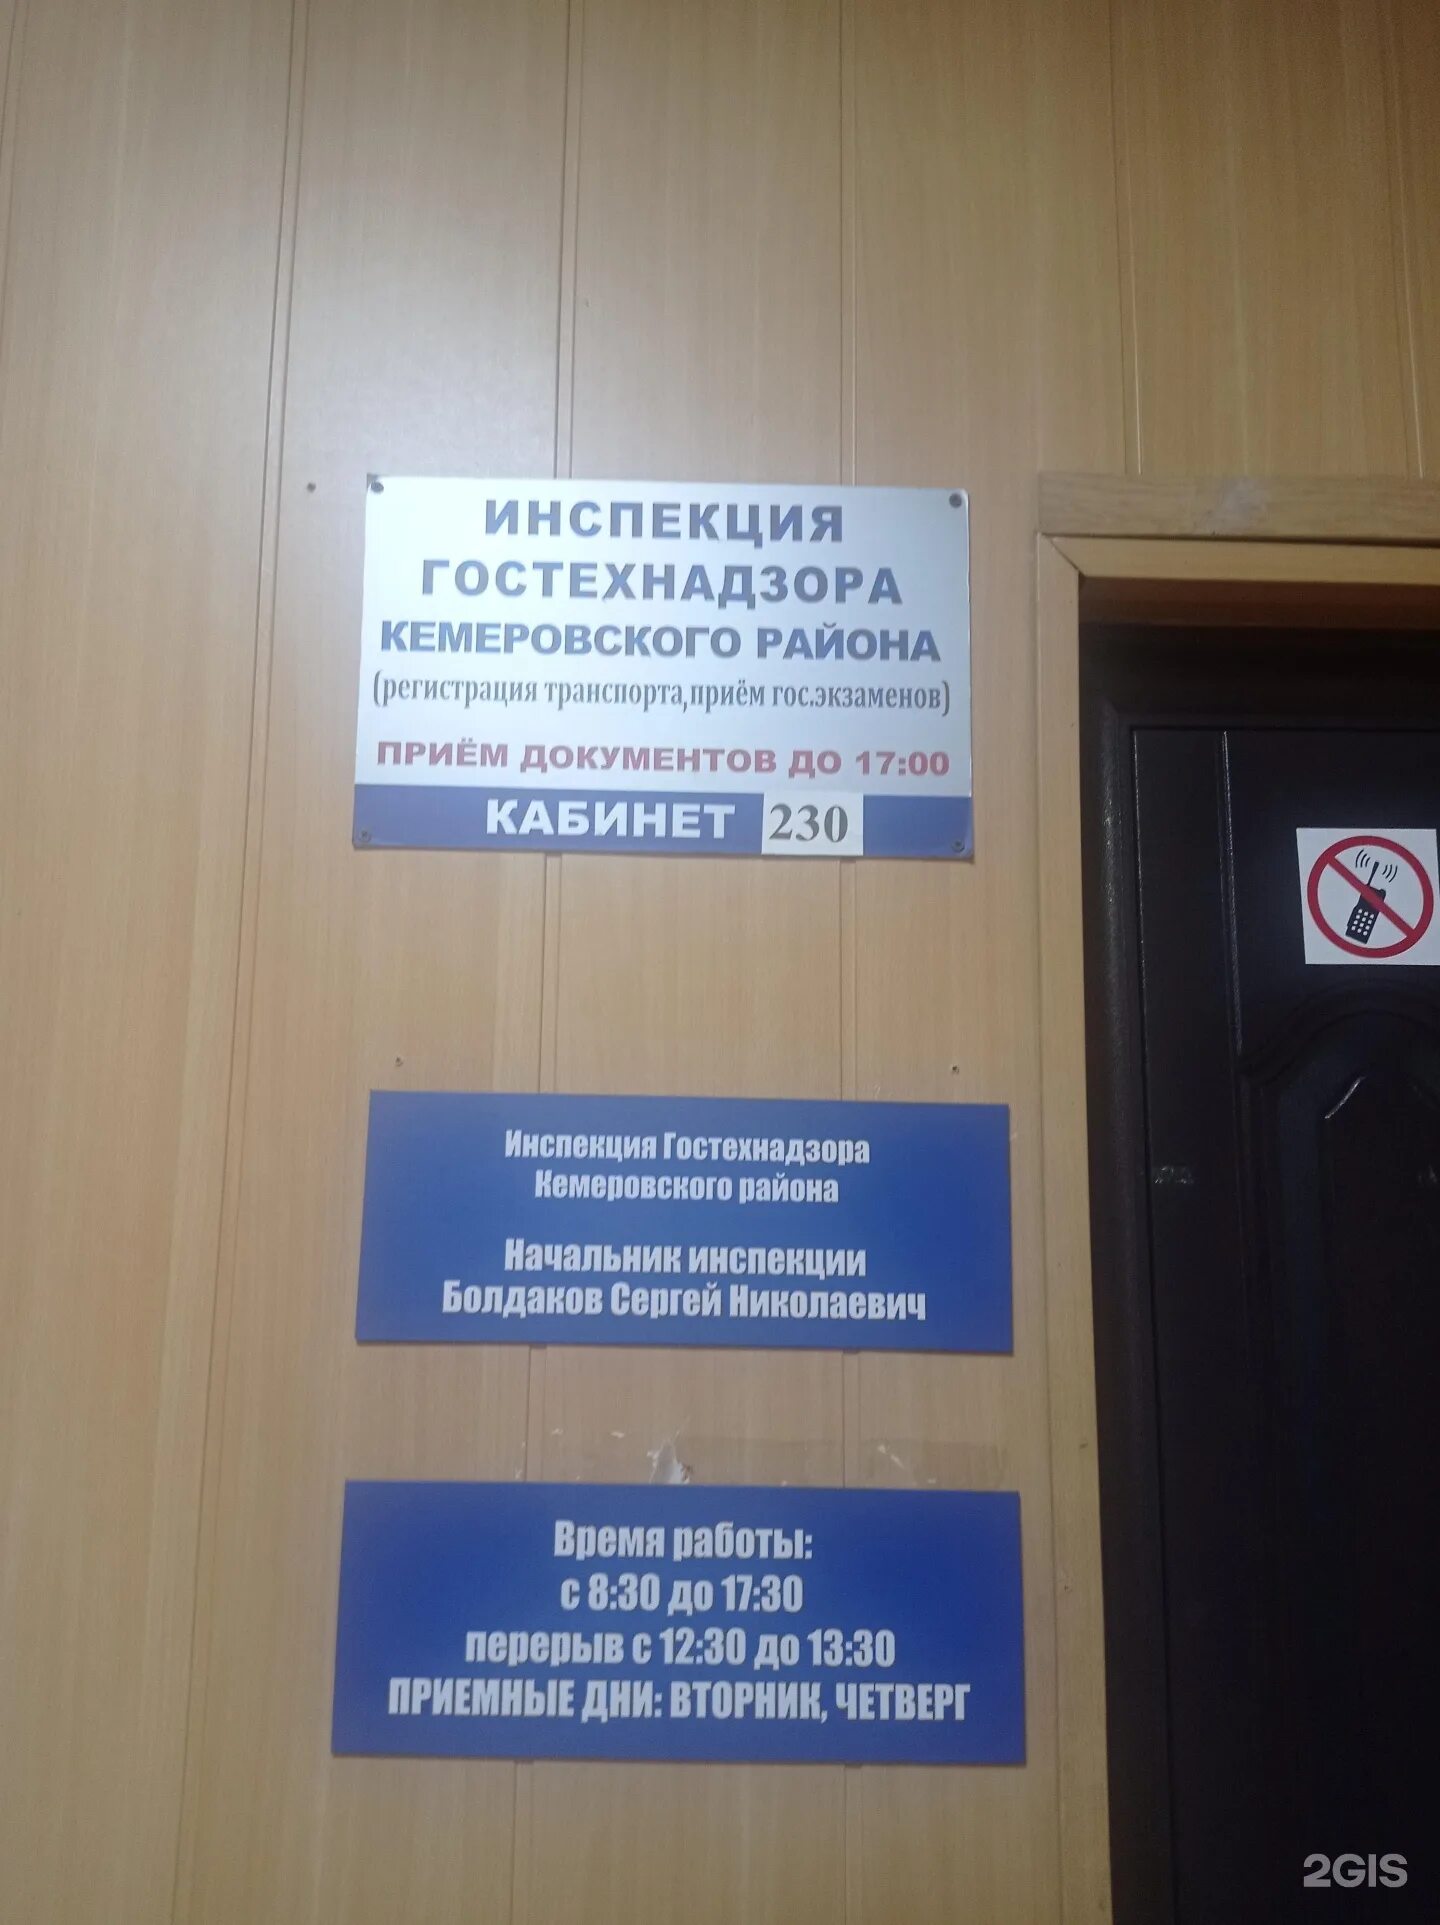 ИНСПЕКЦИЯ
ГОСТЕХНАДЗОРА
КЕМЕРОВСКОГО РАЙОНА
(регистрация транспорта,приём гос.экзаменов)
ПРИЁМ ДОКУМЕНТОВ ДО 17:00
КАБИНЕТ 230
Инспекция Гостехнадзора
Кемеровского района
Начальник инспекции
Болдаков Сергей Николаевич
Время работы:
с 8:30 до 17:30
перерыв с 12:30 до 13:30
ПРИЕМНЫЕ ДНИ: ВТОРНИК, ЧЕТВЕРГ
2GIS